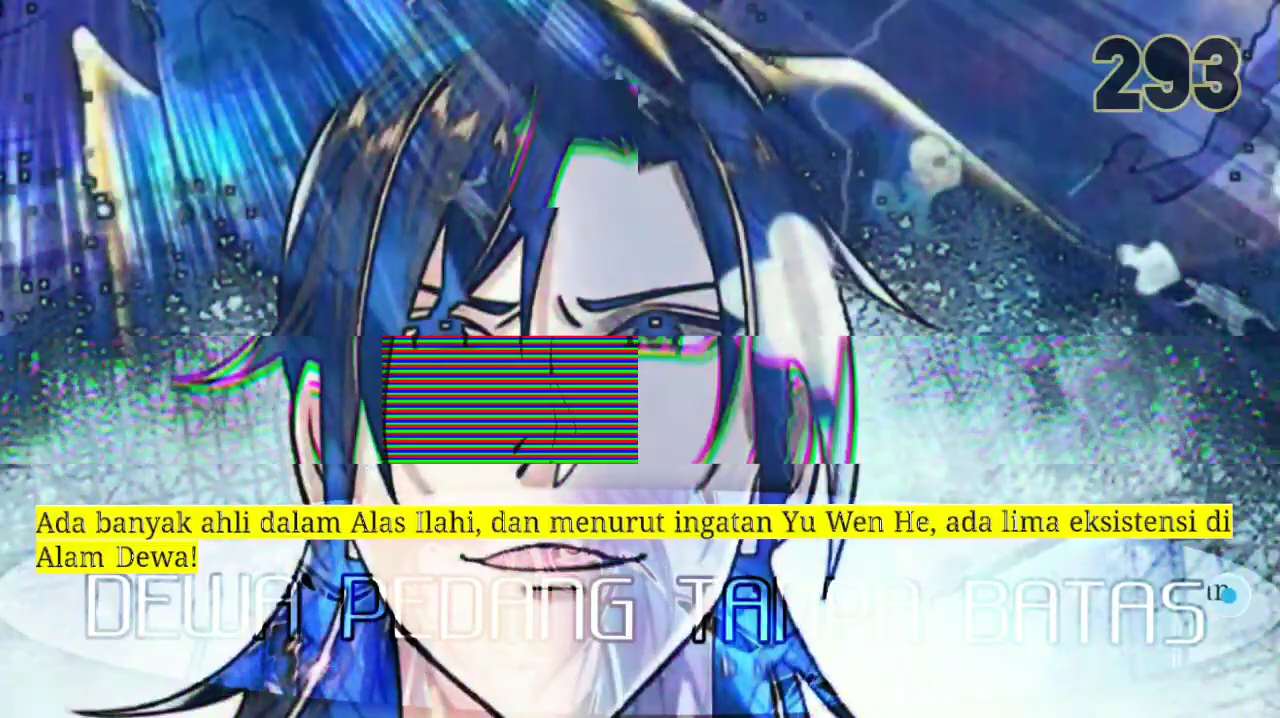 293
Ada banyak ahli dalam Alas Ilahi, dan menurut ingatan Yu Wen He, ada lima eksistensi di
Alam Dewa!
DEWA PEDANG TANPA BATAS